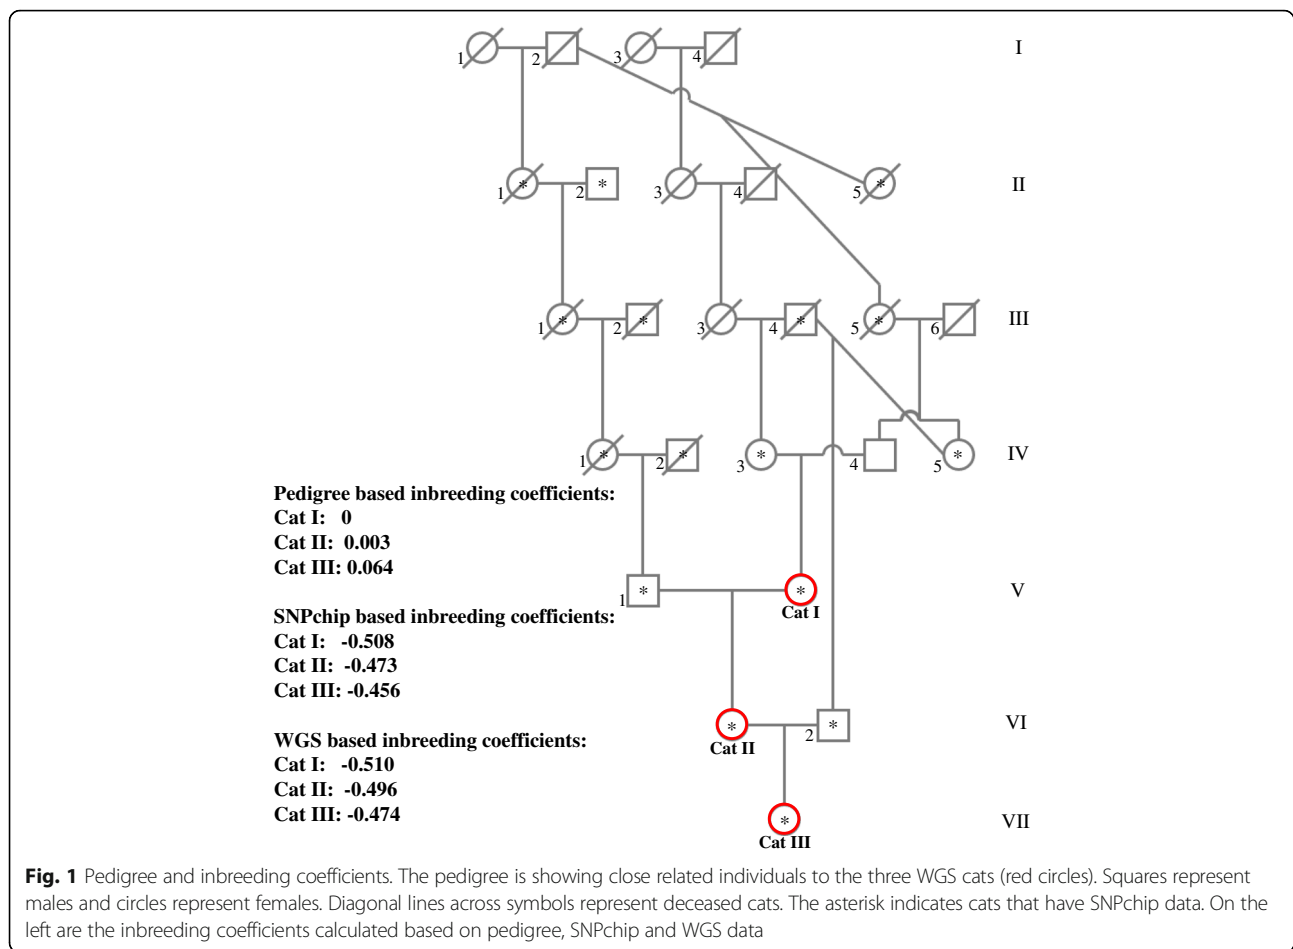 1 2 3 4 I
1 * 2 * 3 4 5 * II
1 * 2 * 3 4 * 5 * 6 III
1 * 2 * 3 * 4 5 * IV
Pedigree based inbreeding coefficients:
Cat I: 0
Cat II: 0.003
Cat III: 0.064
1 * * V
Cat I
SNPchip based inbreeding coefficients:
Cat I: -0.508
Cat II: -0.473
Cat III: -0.456
* 2 * VI
Cat II
WGS based inbreeding coefficients:
Cat I: -0.510
Cat II: -0.496
Cat III: -0.474
* VII
Cat III
Fig. 1 Pedigree and inbreeding coefficients. The pedigree is showing close related individuals to the three WGS cats (red circles). Squares represent
males and circles represent females. Diagonal lines across symbols represent deceased cats. The asterisk indicates cats that have SNPchip data. On the
left are the inbreeding coefficients calculated based on pedigree, SNPchip and WGS data